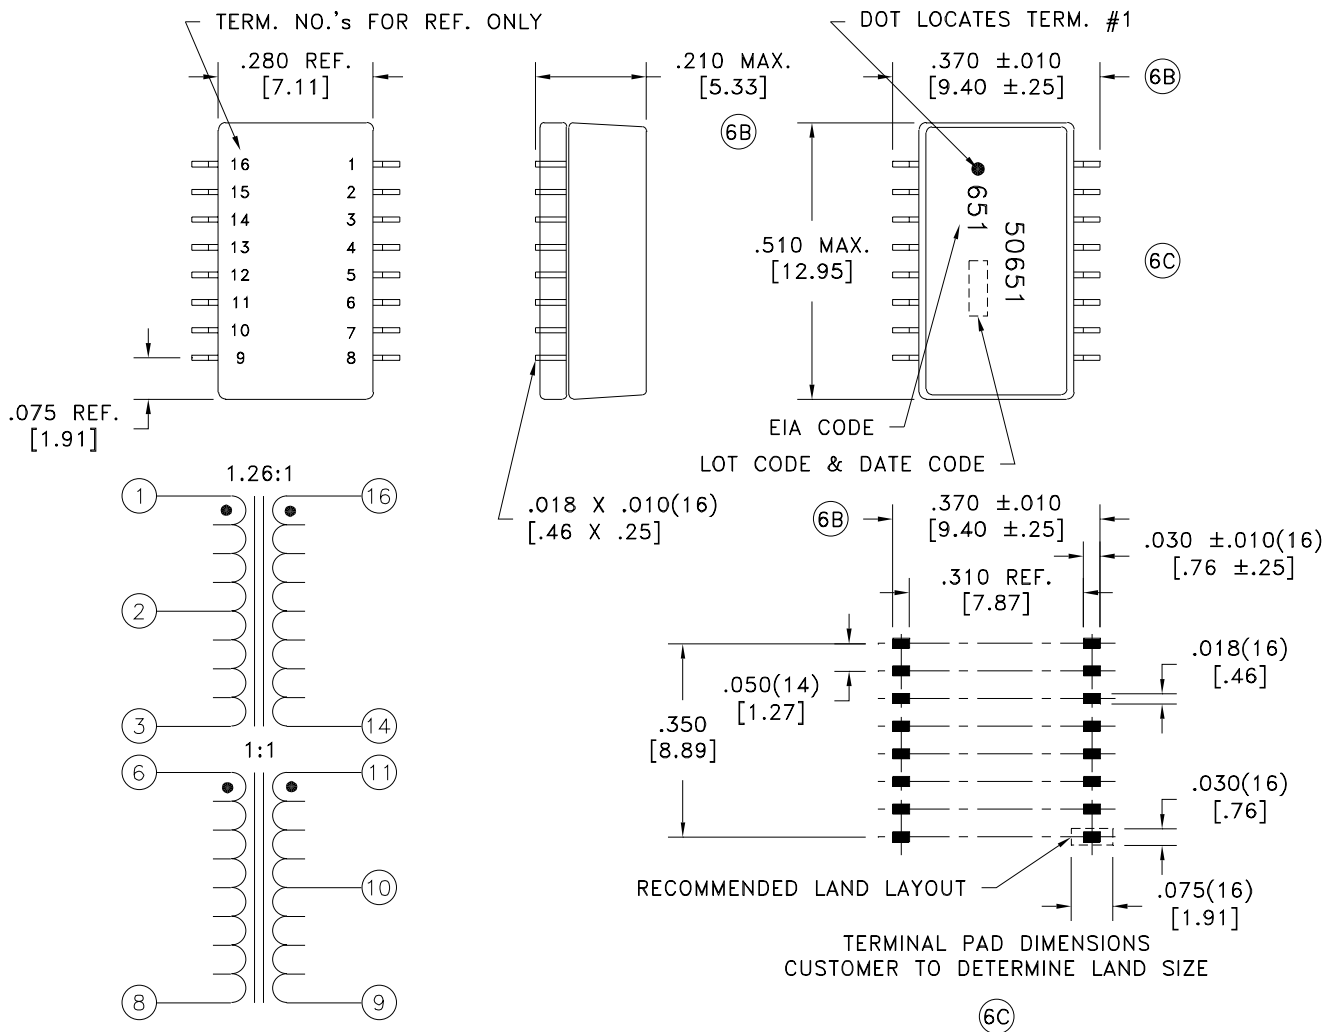 TERM. NO.'s FOR REF. ONLY
DOT LOCATES TERM. #1
.280 REF.
[7.11]
.210 MAX.
[5.33]
6B
.370 ±.010
[9.40 ±.25]
6B
16 1
15 2
14 3
13 4
12 5
11 6
10 7
9 8
.075 REF.
[1.91]
.018 X .010(16)
[.46 X .25]
.510 MAX.
[12.95]
651
50651
6C
EIA CODE
LOT CODE & DATE CODE
1.26:1
1 16
2
3 14
1:1
6 11
10
8 9
6B
.370 ±.010
[9.40 ±.25]
.030 ±.010(16)
[.76 ±.25]
.310 REF.
[7.87]
.018(16)
[.46]
.050(14)
[1.27]
.350
[8.89]
.030(16)
[.76]
RECOMMENDED LAND LAYOUT
.075(16)
[1.91]
TERMINAL PAD DIMENSIONS
CUSTOMER TO DETERMINE LAND SIZE
6C